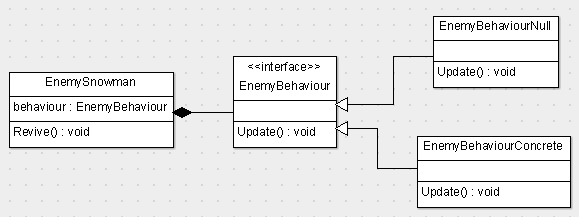 EnemySnowman
behaviour : EnemyBehaviour
Revive() : void
<<interface>>
EnemyBehaviour
Update() : void
EnemyBehaviourNull
Update() : void
EnemyBehaviourConcrete
Update() : void